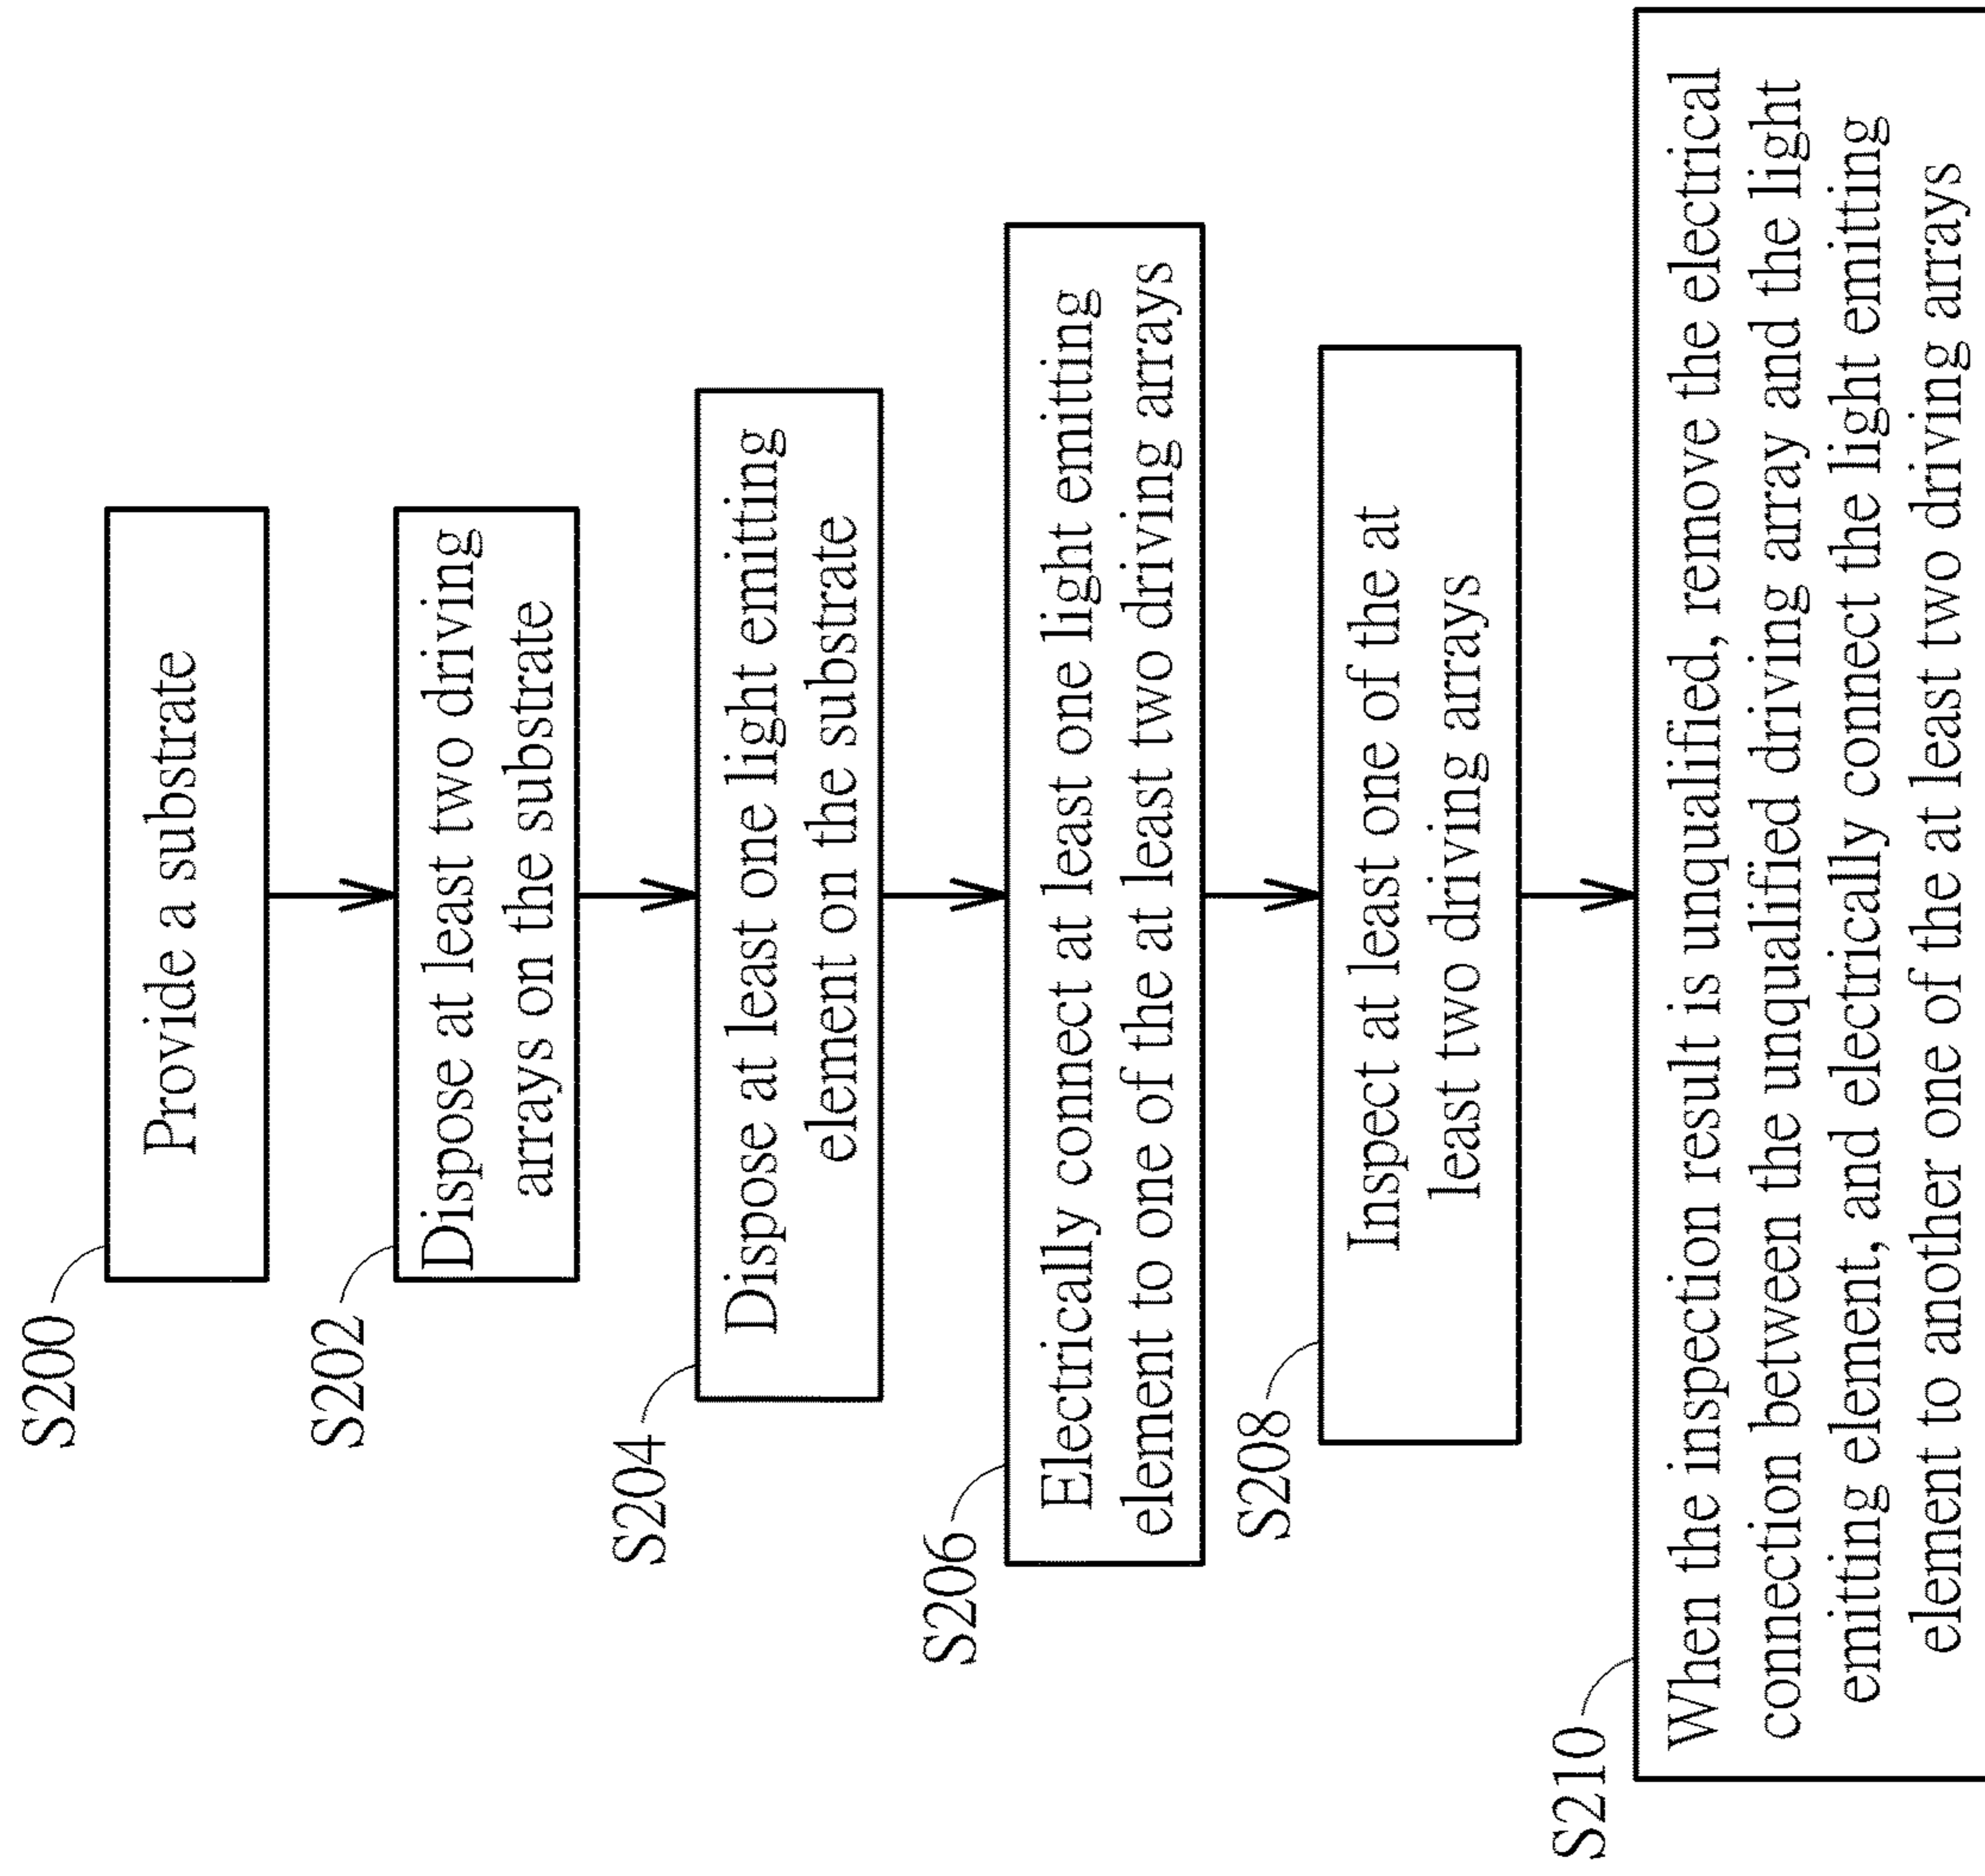 S200
Provide a substrate
S202
Dispose at least two driving
arrays on the substrate
S204
Dispose at least one light emitting
element on the substrate
S206
Electrically connect at least one light emitting
element to one of the at least two driving arrays
S208
Inspect at least one of the at
least two driving arrays
S210
When the inspection result is unqualified, remove the electrical
connection between the unqualified driving array and the light
emitting element, and electrically connect the light emitting
element to another one of the at least two driving arrays